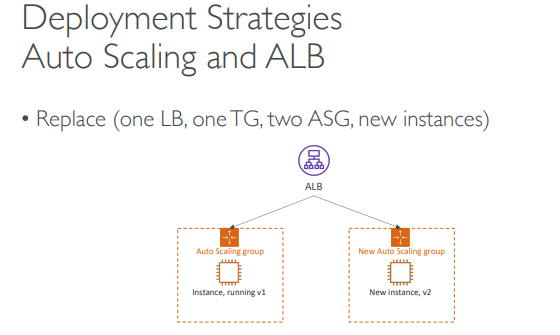 Deployment Strategies
Auto Scaling and ALB
• Replace (one LB, one TG, two ASG, new instances)
ALB
Auto Scaling group
New Auto Scaling group
Instance, running v1
New instance, v2